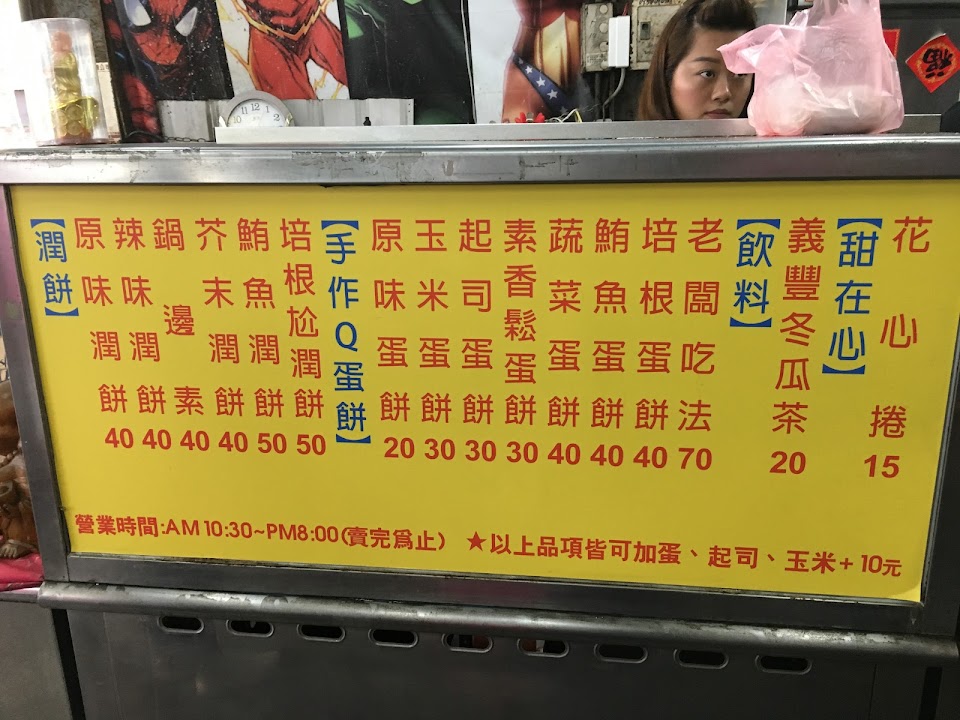 【潤餅】
原味潤餅 40
辣味潤餅 40
鍋邊素 40
芥末潤餅 40
鮪魚潤餅 50
培根尬潤餅 50
【手作Q蛋餅】
原味蛋餅 20
玉米蛋餅 30
起司蛋餅 30
素香鬆蛋餅 30
蔬菜蛋餅 40
鮪魚蛋餅 40
培根蛋餅 40
老闆吃法 70
【飲料】
義豐冬瓜茶 20
【甜在心】
花心捲 15
營業時間:AM 10:30~PM8:00(賣完為止) ★以上品項皆可加蛋、起司、玉米+10元
福